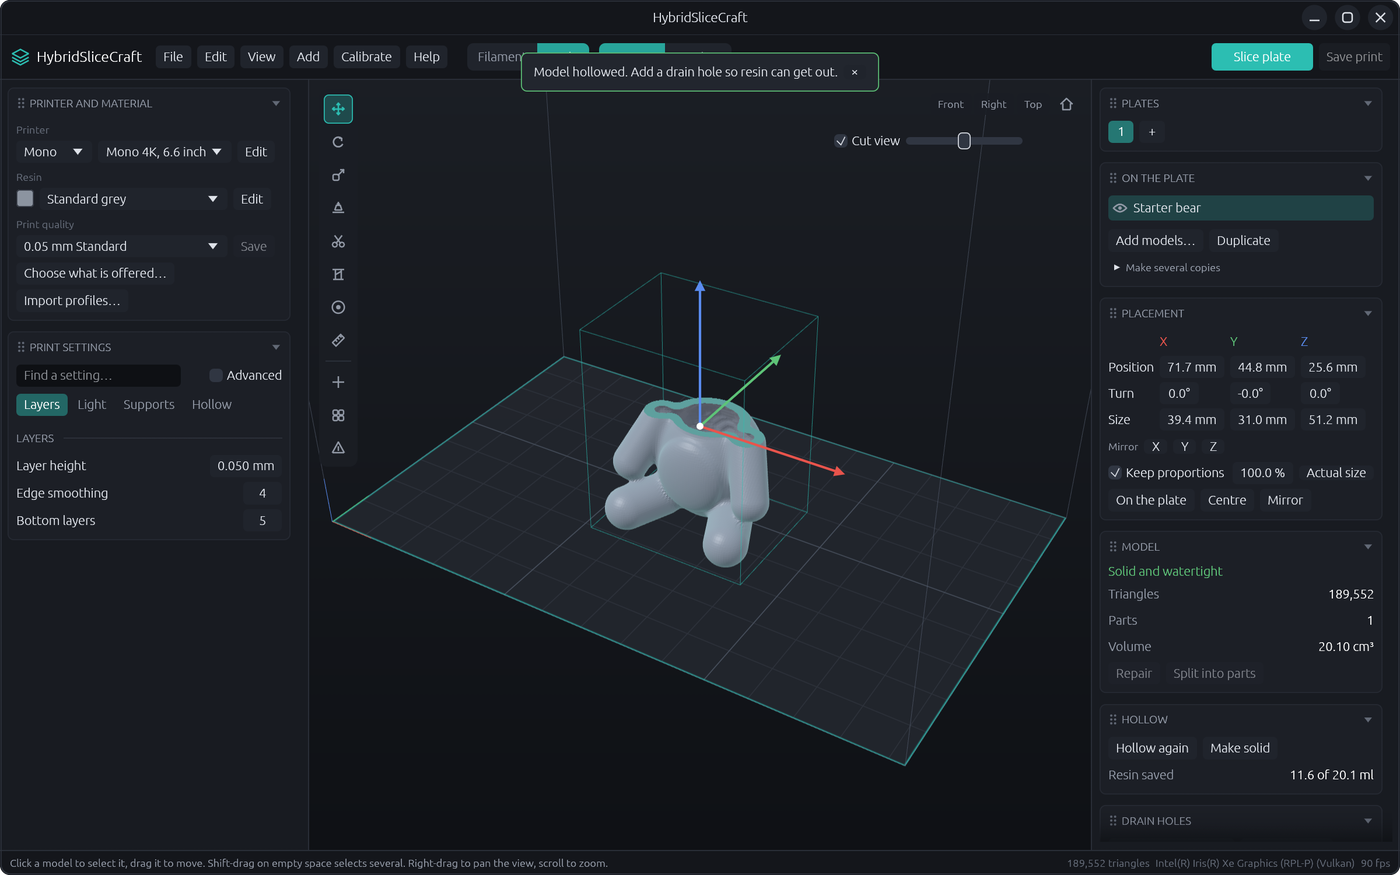 HybridSliceCraft
HybridSliceCraft File Edit View Add Calibrate Help
Slice plate Save print
Model hollowed. Add a drain hole so resin can get out. ×
PRINTER AND MATERIAL
Printer
Mono Mono 4K, 6.6 inch Edit
Resin
Standard grey Edit
Print quality
0.05 mm Standard Save
Choose what is offered...
Import profiles...
PRINT SETTINGS
Find a setting... Advanced
Layers Light Supports Hollow
LAYERS
Layer height 0.050 mm
Edge smoothing 4
Bottom layers 5
Front Right Top
Cut view
PLATES
1 +
ON THE PLATE
Starter bear
Add models... Duplicate
Make several copies
PLACEMENT
X Y Z
Position 71.7 mm 44.8 mm 25.6 mm
Turn 0.0° -0.0° 0.0°
Size 39.4 mm 31.0 mm 51.2 mm
Mirror X Y Z
Keep proportions 100.0 % Actual size
On the plate Centre Mirror
MODEL
Solid and watertight
Triangles 189,552
Parts 1
Volume 20.10 cm³
Repair Split into parts
HOLLOW
Hollow again Make solid
Resin saved 11.6 of 20.1 ml
DRAIN HOLES
Click a model to select it, drag it to move. Shift-drag on empty space selects several. Right-drag to pan the view, scroll to zoom.
189,552 triangles Intel(R) Iris(R) Xe Graphics (RPL-P) (Vulkan) 90 fps